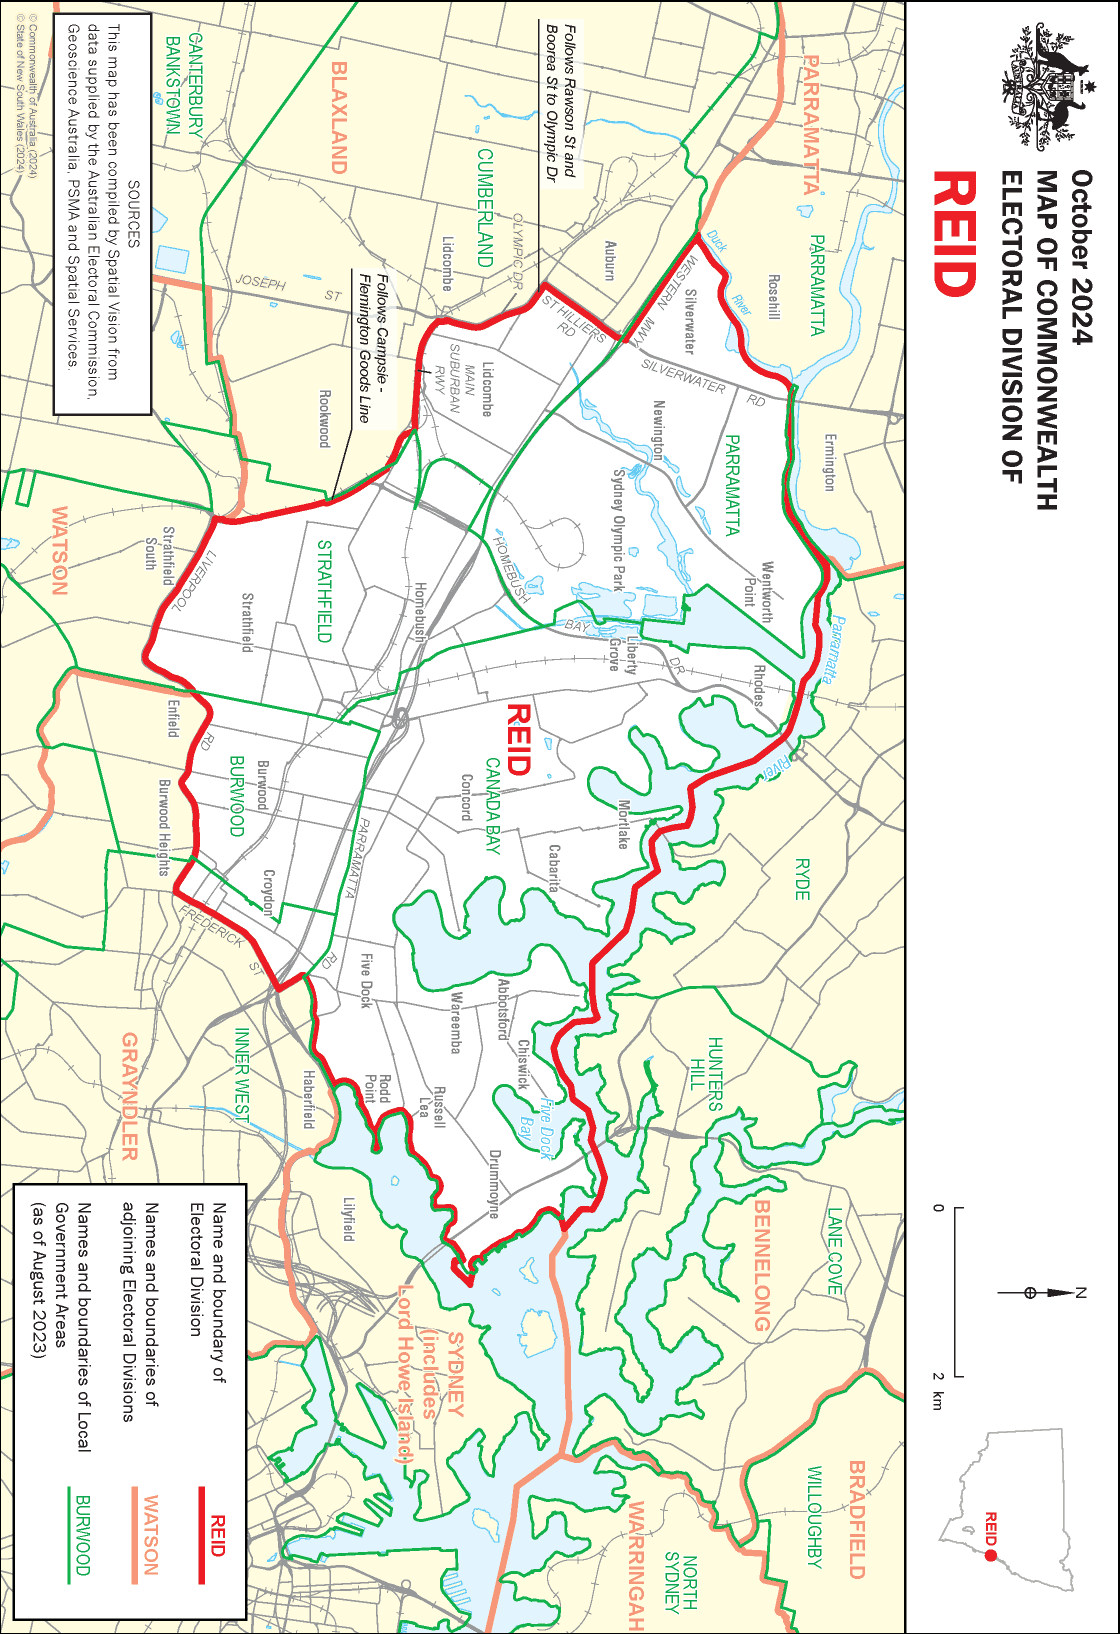 October 2024
MAP OF COMMONWEALTH
ELECTORAL DIVISION OF
REID
0
2 km
N
REID
PARRAMATTA
PARRAMATTA
Rosehill
Duck
River
Ermington
Parramatta
River
RYDE
HUNTERS
HILL
LANE COVE
BENNELONG
BRADFIELD
WILLOUGHBY
NORTH
SYDNEY
WARRINGAH
Follows Rawson St and
Boorea St to Olympic Dr
Auburn
WESTERN
MWY
Silverwater
SILVERWATER
RD
ST HILLIERS
RD
PARRAMATTA
Newington
Sydney Olympic Park
Wentworth
Point
Rhodes
Liberty
Grove
HOMEBUSH
BAY
DR
CUMBERLAND
OLYMPIC DR
Lidcombe
Lidcombe
MAIN
SUBURBAN
RWY
Follows Campsie -
Flemington Goods Line
BLAXLAND
CANTERBURY
BANKSTOWN
JOSEPH
ST
Rookwood
Homebush
STRATHFIELD
Strathfield
Strathfield
South
LIVERPOOL
RD
WATSON
Enfield
REID
CANADA BAY
Concord
Mortlake
Cabarita
BURWOOD
Burwood
Burwood Heights
Croydon
PARRAMATTA
RD
FREDERICK
ST
Five Dock
Wareemba
Abbotsford
Chiswick
Five Dock
Bay
Rodd
Point
Russell
Lea
Drummoyne
Haberfield
INNER WEST
GRAYNDLER
Lilyfield
SYDNEY
(includes
Lord Howe Island)
SOURCES
This map has been compiled by Spatial Vision from
data supplied by the Australian Electoral Commission,
Geoscience Australia, PSMA and Spatial Services.
© Commonwealth of Australia (2024)
© State of New South Wales (2024)
Name and boundary of
Electoral Division
REID
Names and boundaries of
adjoining Electoral Divisions
WATSON
Names and boundaries of Local
Government Areas
(as of August 2023)
BURWOOD